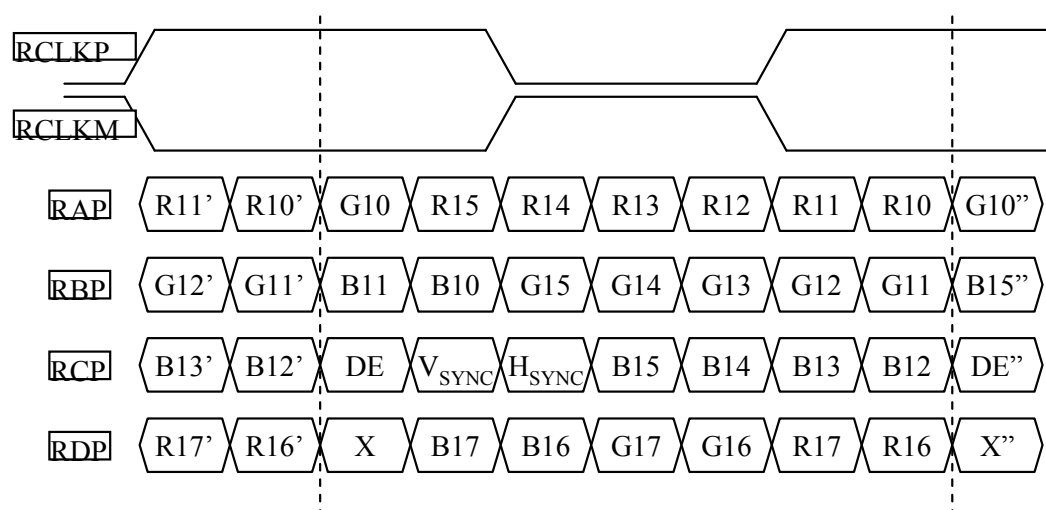 RCLKP
RCLKM
RAP R11’ R10’ G10 R15 R14 R13 R12 R11 R10 G10”
RBP G12’ G11’ B11 B10 G15 G14 G13 G12 G11 B15”
RCP B13’ B12’ DE VSYNC HSYNC B15 B14 B13 B12 DE”
RDP R17’ R16’ X B17 B16 G17 G16 R17 R16 X”